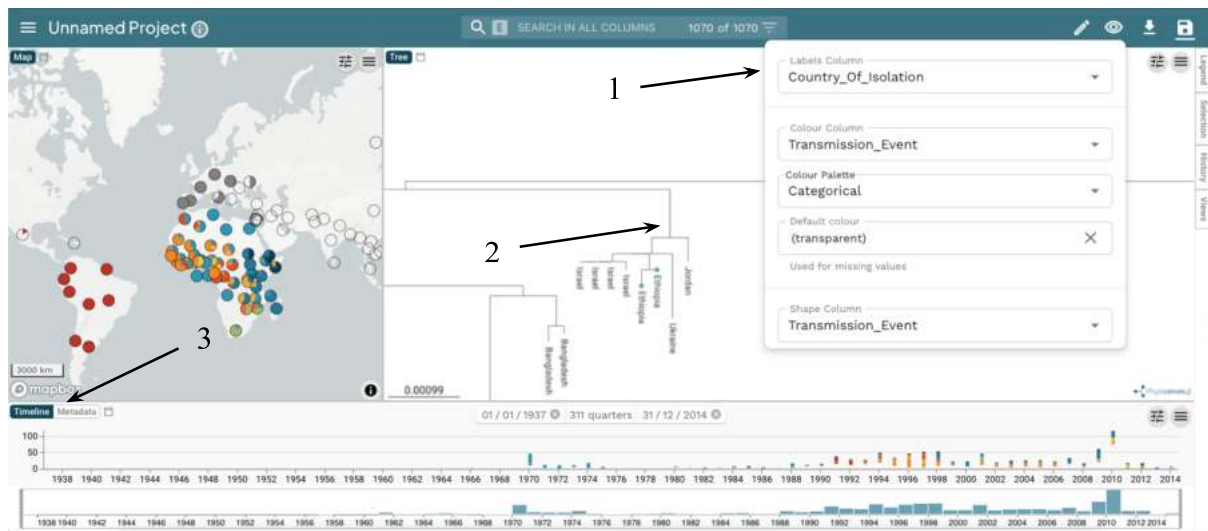 Unnamed Project
SEARCH IN ALL COLUMNS 1070 of 1070
Map
Tree
1
Labels Column
Country_Of_Isolation
Colour Column
Transmission_Event
Colour Palette
Categorical
Default colour
(transparent)
Used for missing values
Shape Column
Transmission_Event
Legend
Selection
History
Views
2
Israel
Israel
Israel
Israel
Ethiopia
Ethiopia
Ukraine
Jordan
Bangladesh
Bangladesh
3
3000 km
mapbox
0.00099
Timeline Metadata
01 / 01 / 1937 311 quarters 31 / 12 / 2014
100
50
0
1938 1940 1942 1944 1946 1948 1950 1952 1954 1956 1958 1960 1962 1964 1966 1968 1970 1972 1974 1976 1978 1980 1982 1984 1986 1988 1990 1992 1994 1996 1998 2000 2002 2004 2006 2008 2010 2012 2014
1938 1940 1942 1944 1946 1948 1950 1952 1954 1956 1958 1960 1962 1964 1966 1968 1970 1972 1974 1976 1978 1980 1982 1984 1986 1988 1990 1992 1994 1996 1998 2000 2002 2004 2006 2008 2010 2012 2014